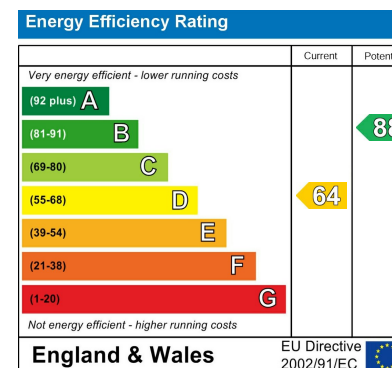 Energy Efficiency Rating
Current Potent
Very energy efficient - lower running costs
(92 plus) A
(81-91) B
88
(69-80) C
(55-68) D
64
(39-54) E
(21-38) F
(1-20) G
Not energy efficient - higher running costs
England & Wales
EU Directive
2002/91/EC